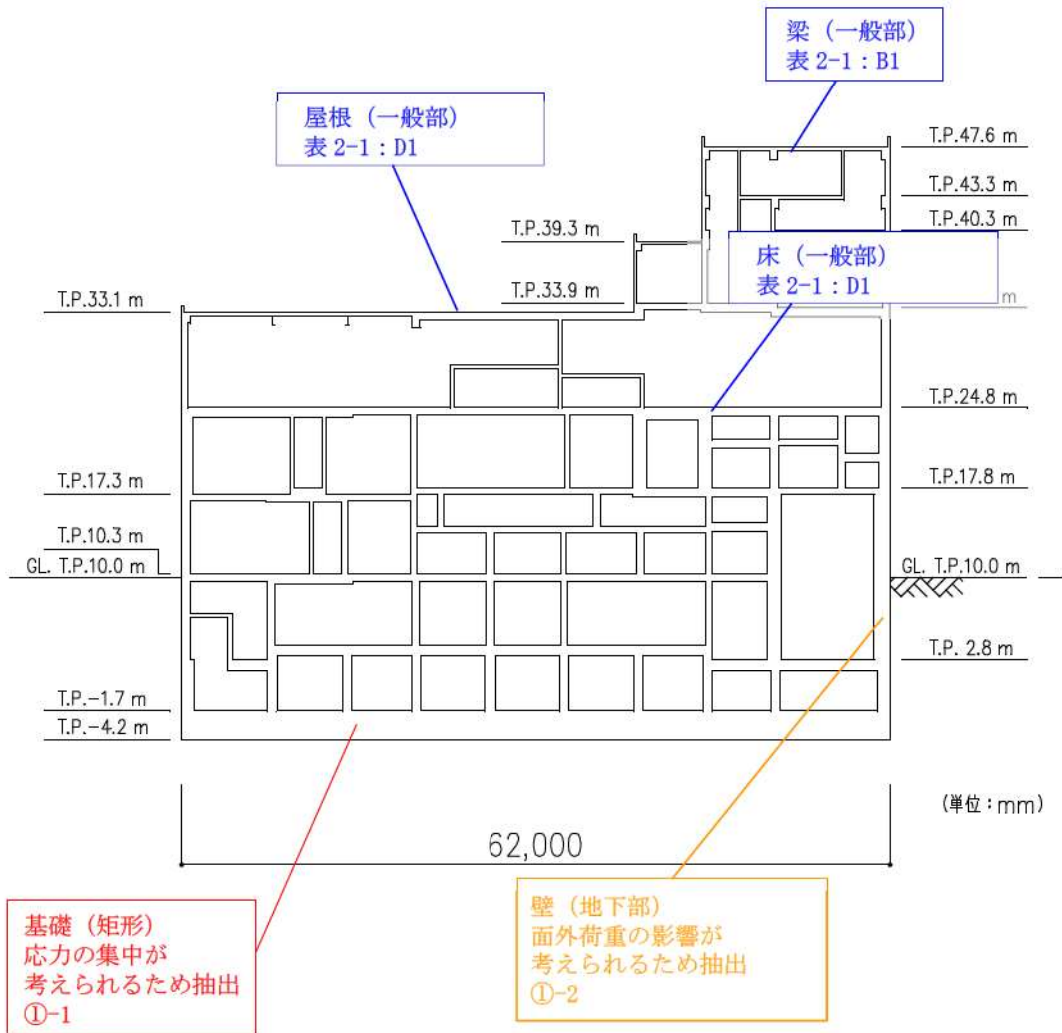 梁（一般部）
表 2-1：B1
屋根（一般部）
表 2-1：D1
T.P.47.6 m
T.P.43.3 m
T.P.40.3 m
T.P.39.3 m
床（一般部）
表 2-1：D1
T.P.33.9 m
m
T.P.33.1 m
T.P.24.8 m
T.P.17.3 m
T.P.17.8 m
T.P.10.3 m
GL. T.P.10.0 m
GL. T.P.10.0 m
T.P. 2.8 m
T.P.-1.7 m
T.P.-4.2 m
(単位：mm)
62,000
基礎（矩形）
応力の集中が
考えられるため抽出
①-1
壁（地下部）
面外荷重の影響が
考えられるため抽出
①-2